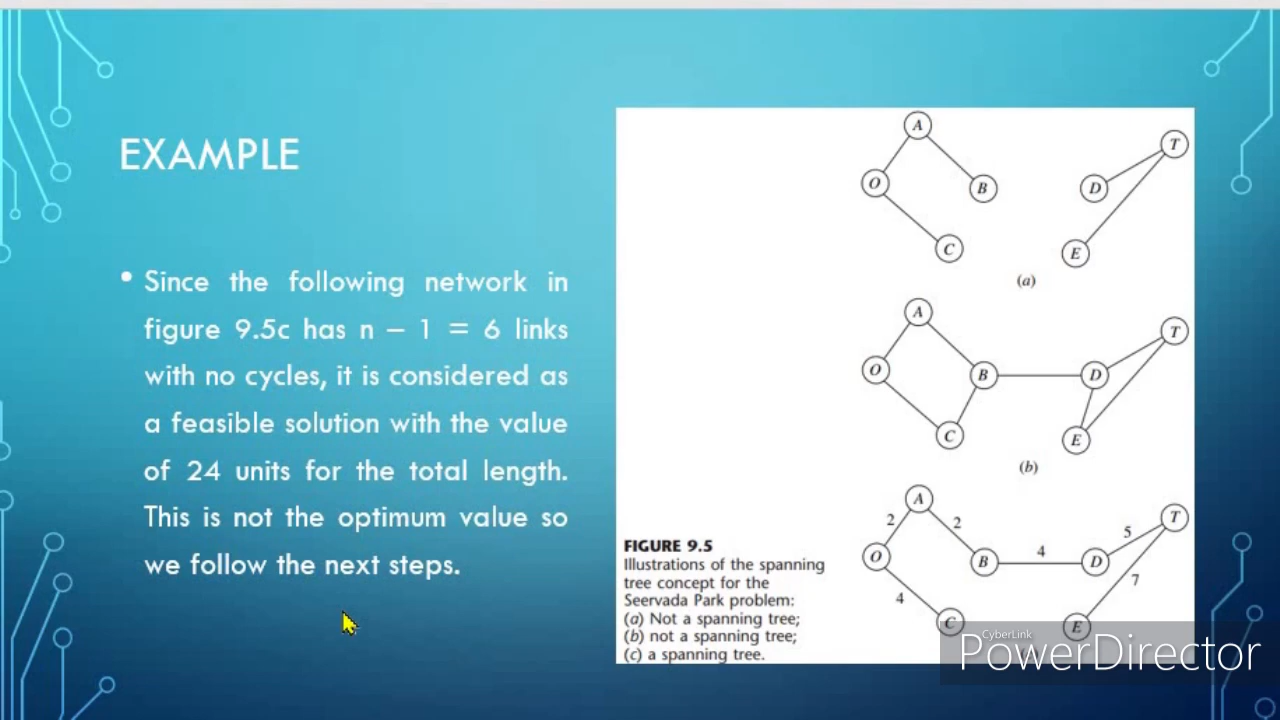 EXAMPLE
• Since the following network in
figure 9.5c has n – 1 = 6 links
with no cycles, it is considered as
a feasible solution with the value
of 24 units for the total length.
This is not the optimum value so
we follow the next steps.
A
T
O
B
D
C
E
(a)
A
T
O
B
D
C
E
(b)
A
T
2
2
5
4
O
B
D
7
4
C
E
FIGURE 9.5
Illustrations of the spanning
tree concept for the
Seervada Park problem:
(a) Not a spanning tree;
(b) not a spanning tree;
(c) a spanning tree.
CyberLink
PowerDirector